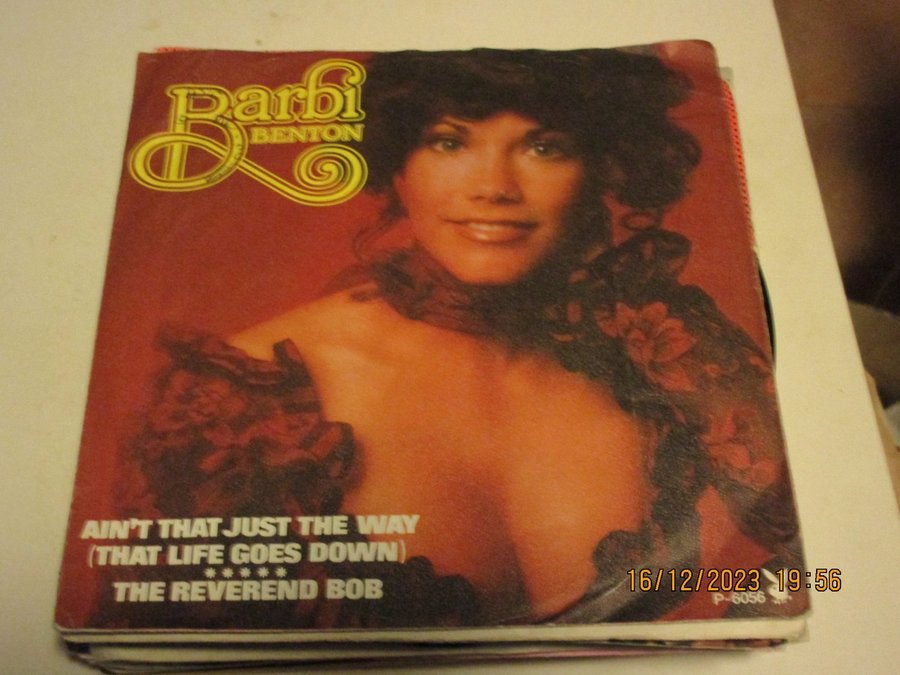 Barbi
BENTON
AIN'T THAT JUST THE WAY
(THAT LIFE GOES DOWN)
*****
THE REVEREND BOB
16/12/2023 19:56
P-6056